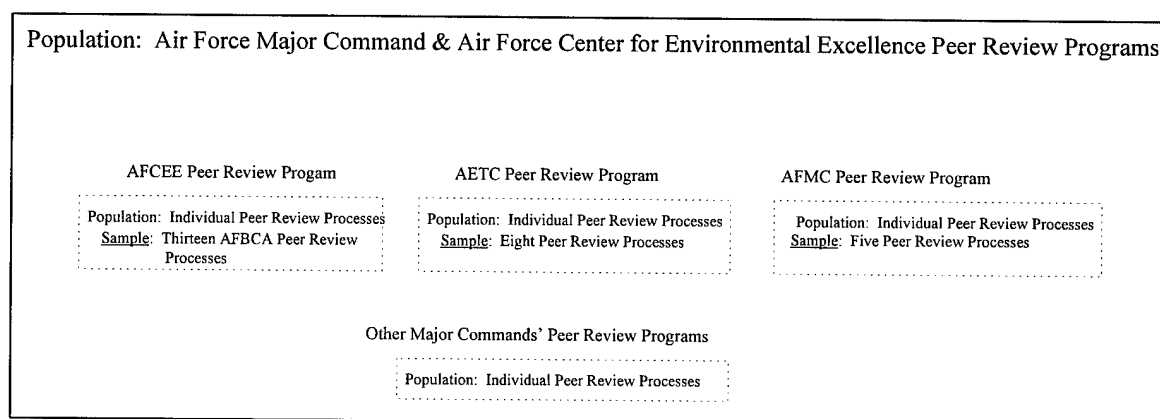 Population: Air Force Major Command & Air Force Center for Environmental Excellence Peer Review Programs
AFCEE Peer Review Progam
AETC Peer Review Program
AFMC Peer Review Program
Population: Individual Peer Review Processes
Sample: Thirteen AFBCA Peer Review
Processes
Population: Individual Peer Review Processes
Sample: Eight Peer Review Processes
Population: Individual Peer Review Processes
Sample: Five Peer Review Processes
Other Major Commands' Peer Review Programs
Population: Individual Peer Review Processes